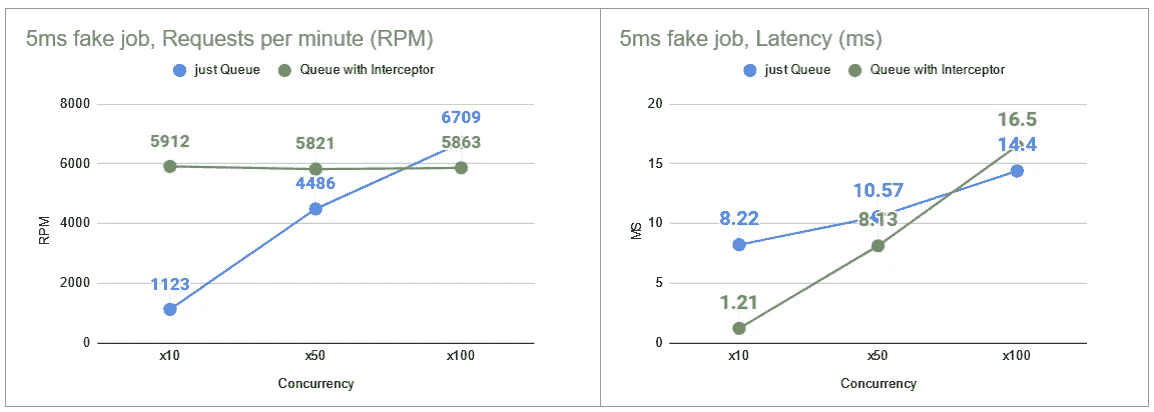 5ms fake job, Requests per minute (RPM)
just Queue
Queue with Interceptor
8000
6000
4000
2000
0
RPM
5912
5821
5863
6709
4486
1123
x10
x50
x100
Concurrency
5ms fake job, Latency (ms)
just Queue
Queue with Interceptor
20
15
10
5
0
MS
16.5
14.4
10.57
8.13
8.22
1.21
x10
x50
x100
Concurrency